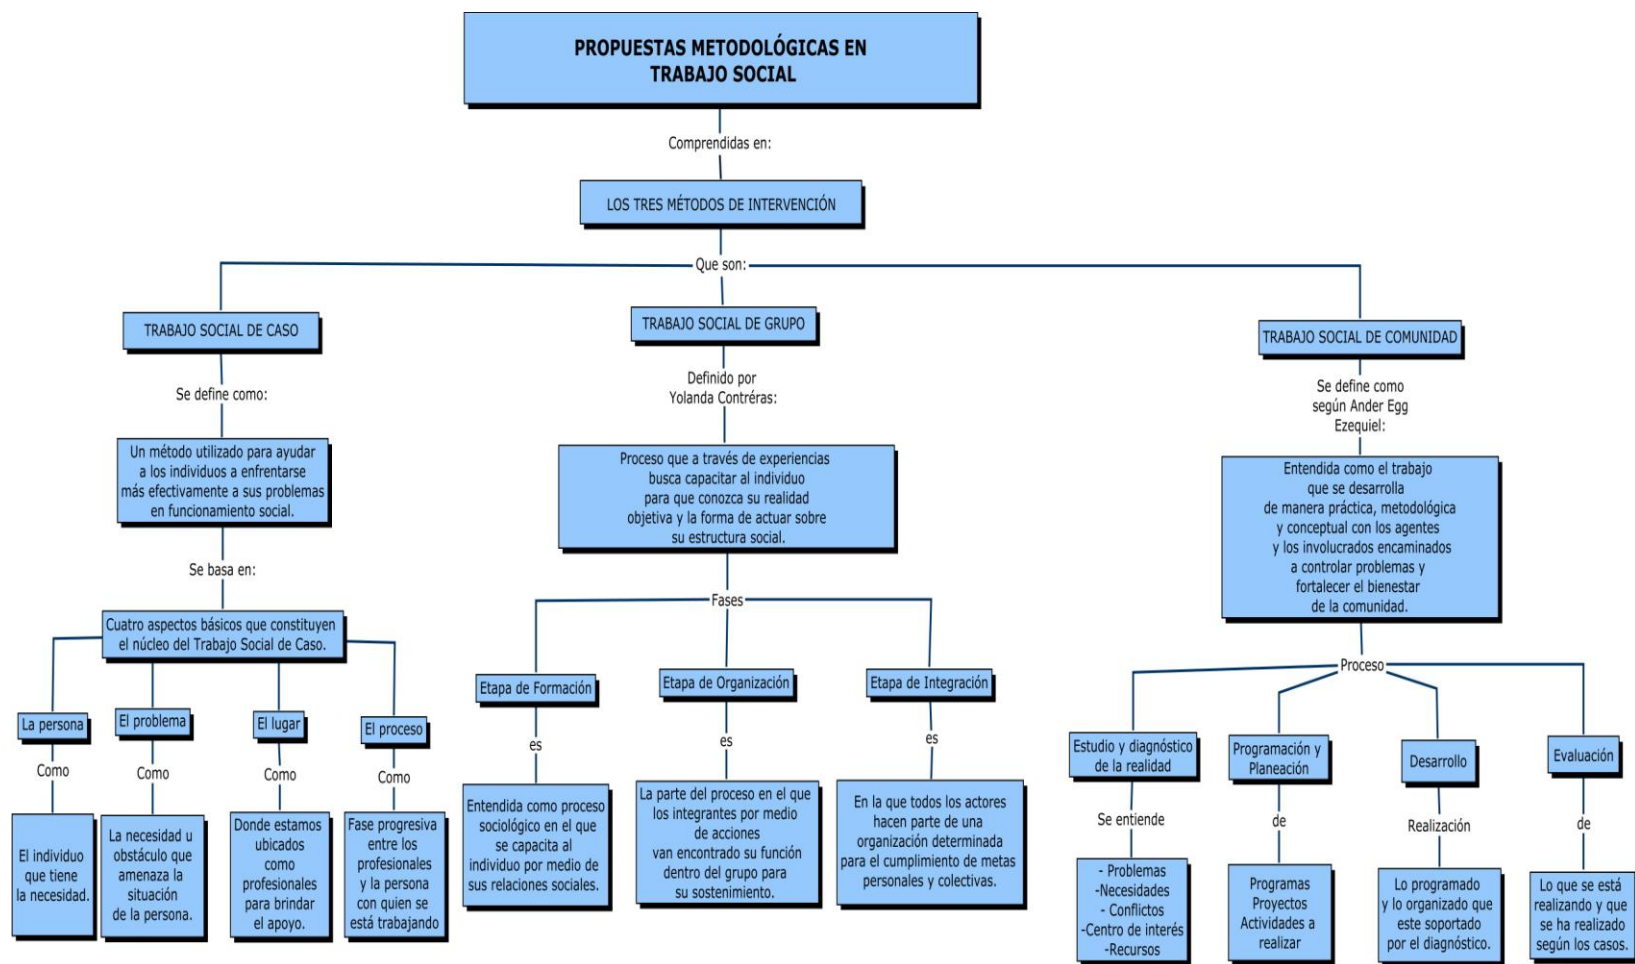 PROPUESTAS METODOLÓGICAS EN
TRABAJO SOCIAL
Comprendidas en:
LOS TRES MÉTODOS DE INTERVENCIÓN
Que son:
TRABAJO SOCIAL DE CASO
Se define como:
Un método utilizado para ayudar
a los individuos a enfrentarse
más efectivamente a sus problemas
en funcionamiento social.
Se basa en:
Cuatro aspectos básicos que constituyen
el núcleo del Trabajo Social de Caso.
La persona
Como
El individuo
que tiene
la necesidad.
El problema
Como
La necesidad u
obstáculo que
amenaza la
situación
de la persona.
El lugar
Como
Donde estamos
ubicados
como
profesionales
para brindar
el apoyo.
El proceso
Como
Fase progresiva
entre los
profesionales
y la persona
con quien se
está trabajando
TRABAJO SOCIAL DE GRUPO
Definido por
Yolanda Contréras:
Proceso que a través de experiencias
busca capacitar al individuo
para que conozca su realidad
objetiva y la forma de actuar sobre
su estructura social.
Fases
Etapa de Formación
es
Entendida como proceso
sociológico en el que
se capacita al
individuo por medio de
sus relaciones sociales.
Etapa de Organización
es
La parte del proceso en el que
los integrantes por medio
de acciones
van encontrado su función
dentro del grupo para
su sostenimiento.
Etapa de Integración
es
En la que todos los actores
hacen parte de una
organización determinada
para el cumplimiento de metas
personales y colectivas.
TRABAJO SOCIAL DE COMUNIDAD
Se define como
según Ander Egg
Ezequiel:
Entendida como el trabajo
que se desarrolla
de manera práctica, metodológica
y conceptual con los agentes
y los involucrados encaminados
a controlar problemas y
fortalecer el bienestar
de la comunidad.
Proceso
Estudio y diagnóstico
de la realidad
Se entiende
- Problemas
-Necesidades
- Conflictos
-Centro de interés
-Recursos
Programación y
Planeación
de
Programas
Proyectos
Actividades a
realizar
Desarrollo
Realización
Lo programado
y lo organizado que
este soportado
por el diagnóstico.
Evaluación
de
Lo que se está
realizando y que
se ha realizado
según los casos.